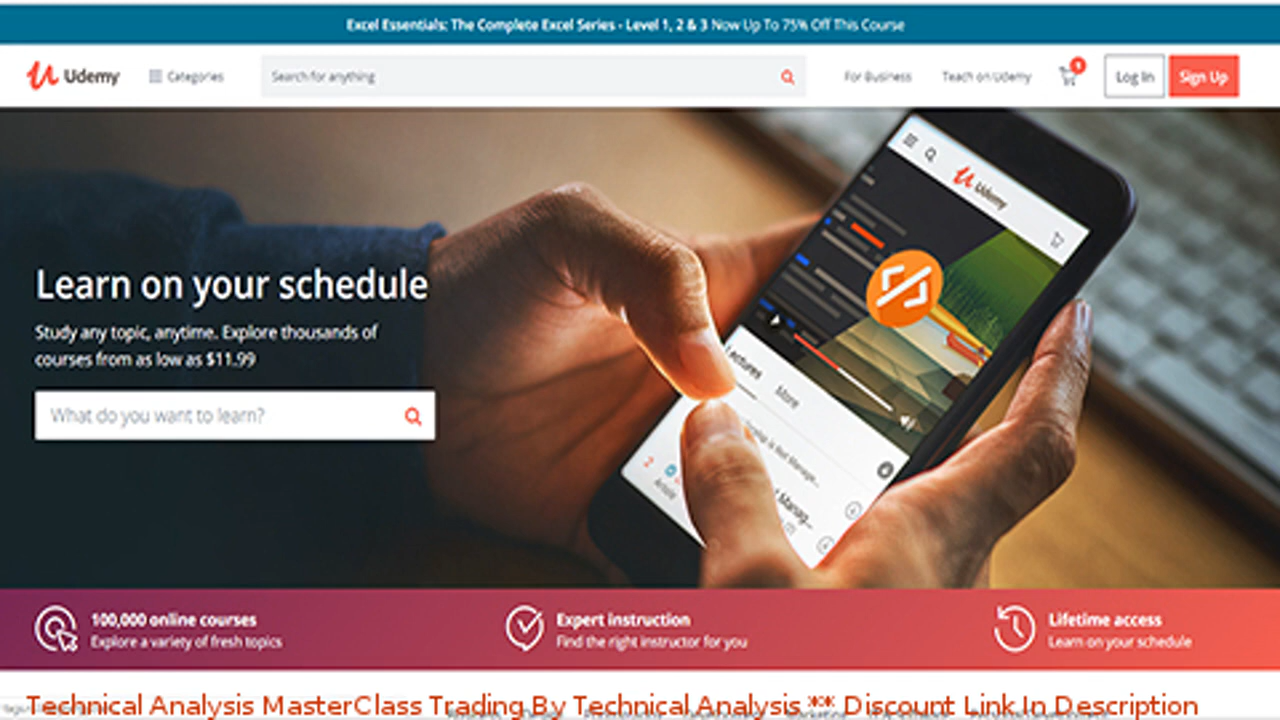 Excel Essentials: The Complete Excel Series - Level 1, 2 & 3 Now Up To 75% Off This Course
Udemy
Categories
Search for anything
For Business
Teach on Udemy
Log In
Sign Up
Udemy
Learn on your schedule
Study any topic, anytime. Explore thousands of
courses from as low as $11.99
What do you want to learn?
Lectures
More
100,000 online courses
Explore a variety of fresh topics
Expert instruction
Find the right instructor for you
Lifetime access
Learn on your schedule
Technical Analysis MasterClass Trading By Technical Analysis ** Discount Link In Description